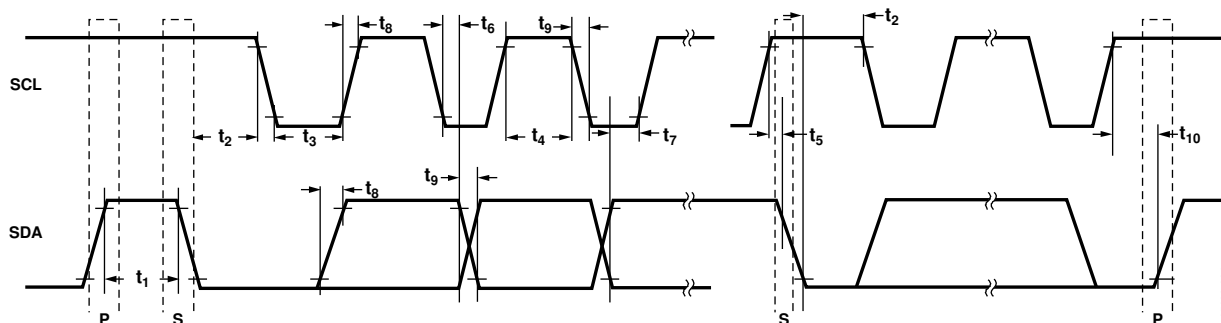 t8 t6 t9 t2
SCL
t2 t3 t4 t7 t5 t10
t9 t8
SDA
t1
P S S P